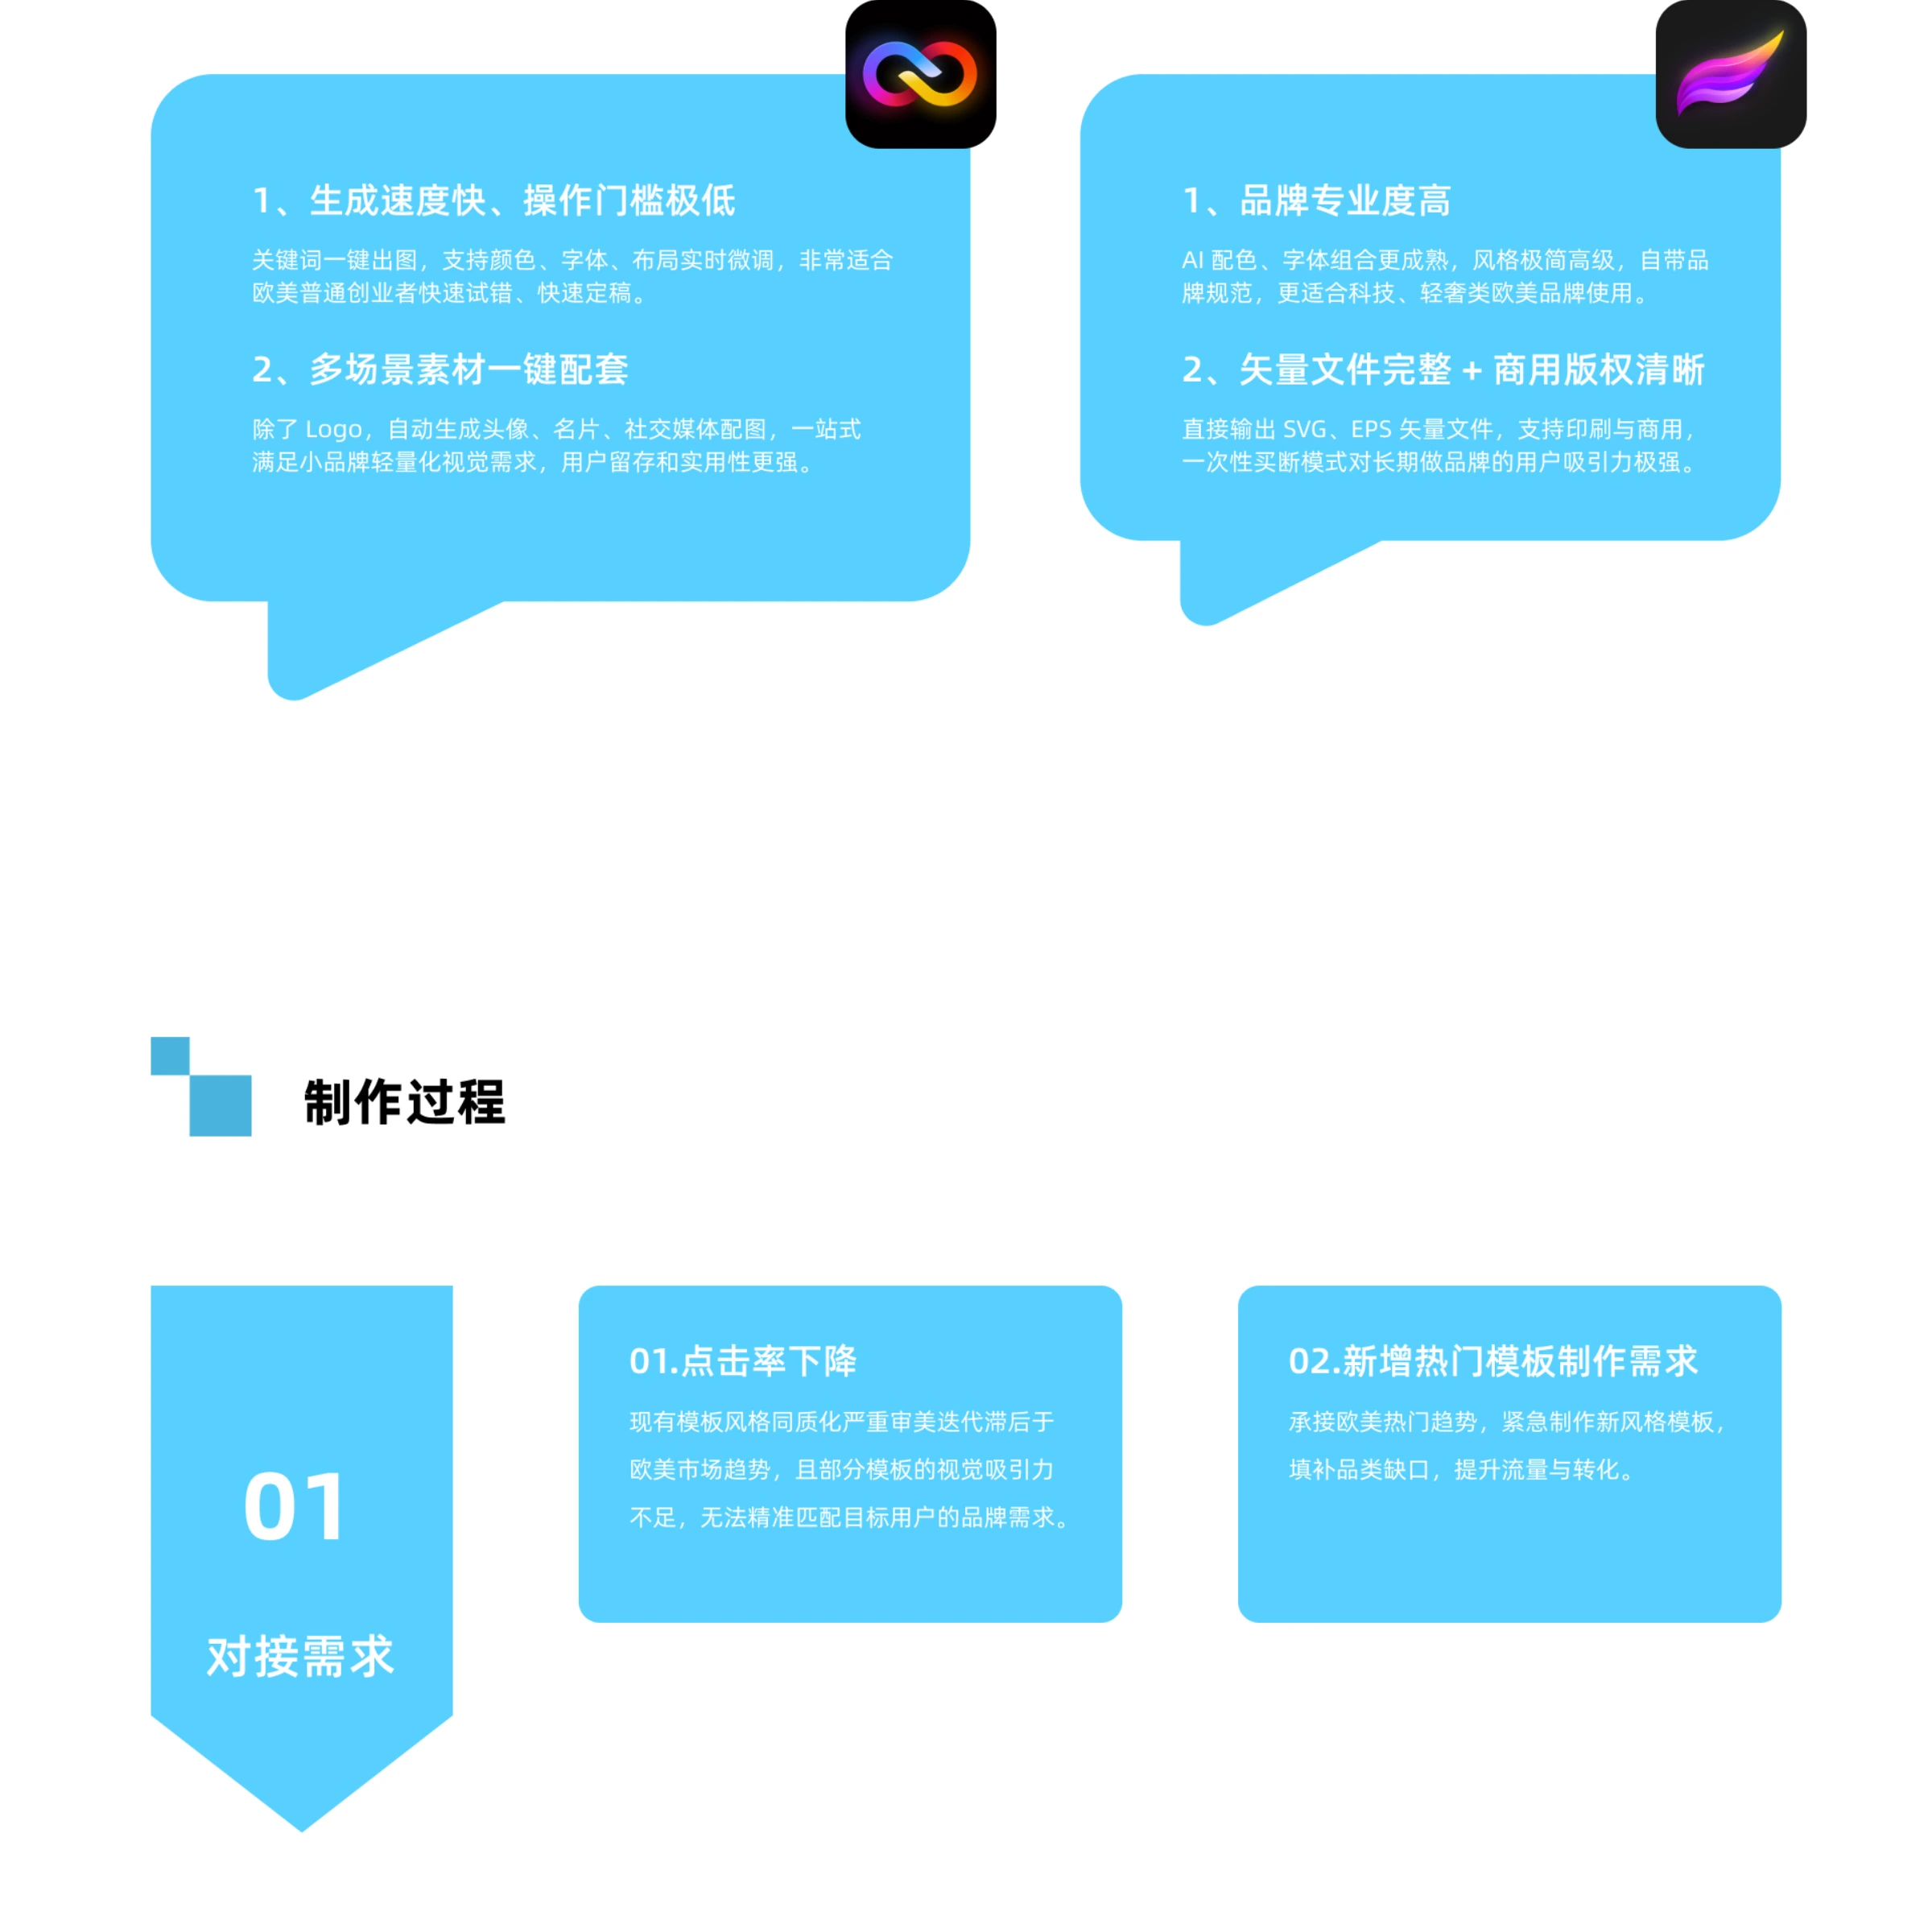 1、生成速度快、操作门槛极低
关键词一键出图，支持颜色、字体、布局实时微调，非常适合
欧美普通创业者快速试错、快速定稿。
2、多场景素材一键配套
除了 Logo，自动生成头像、名片、社交媒体配图，一站式
满足小品牌轻量化视觉需求，用户留存和实用性更强。
1、品牌专业度高
AI 配色、字体组合更成熟，风格极简高级，自带品
牌规范，更适合科技、轻奢类欧美品牌使用。
2、矢量文件完整 + 商用版权清晰
直接输出 SVG、EPS 矢量文件，支持印刷与商用，
一次性买断模式对长期做品牌的用户吸引力极强。
制作过程
01
对接需求
01.点击率下降
现有模板风格同质化严重审美迭代滞后于
欧美市场趋势，且部分模板的视觉吸引力
不足，无法精准匹配目标用户的品牌需求。
02.新增热门模板制作需求
承接欧美热门趋势，紧急制作新风格模板，
填补品类缺口，提升流量与转化。